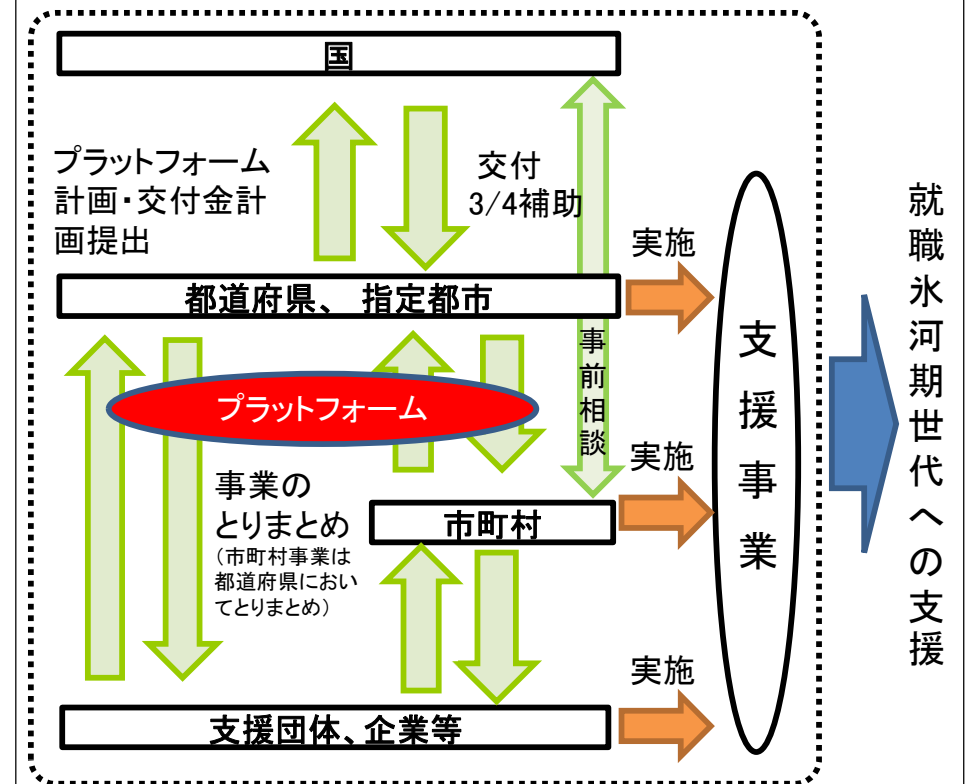 国
プラットフォーム
計画・交付金計
画提出
交付
3/4補助
都道府県、 指定都市
実施
事前相談
プラットフォーム
事業の
とりまとめ
(市町村事業は
都道府県におい
てとりまとめ)
市町村
実施
支援団体、企業等
実施
支援事業
就職氷河期世代への支援